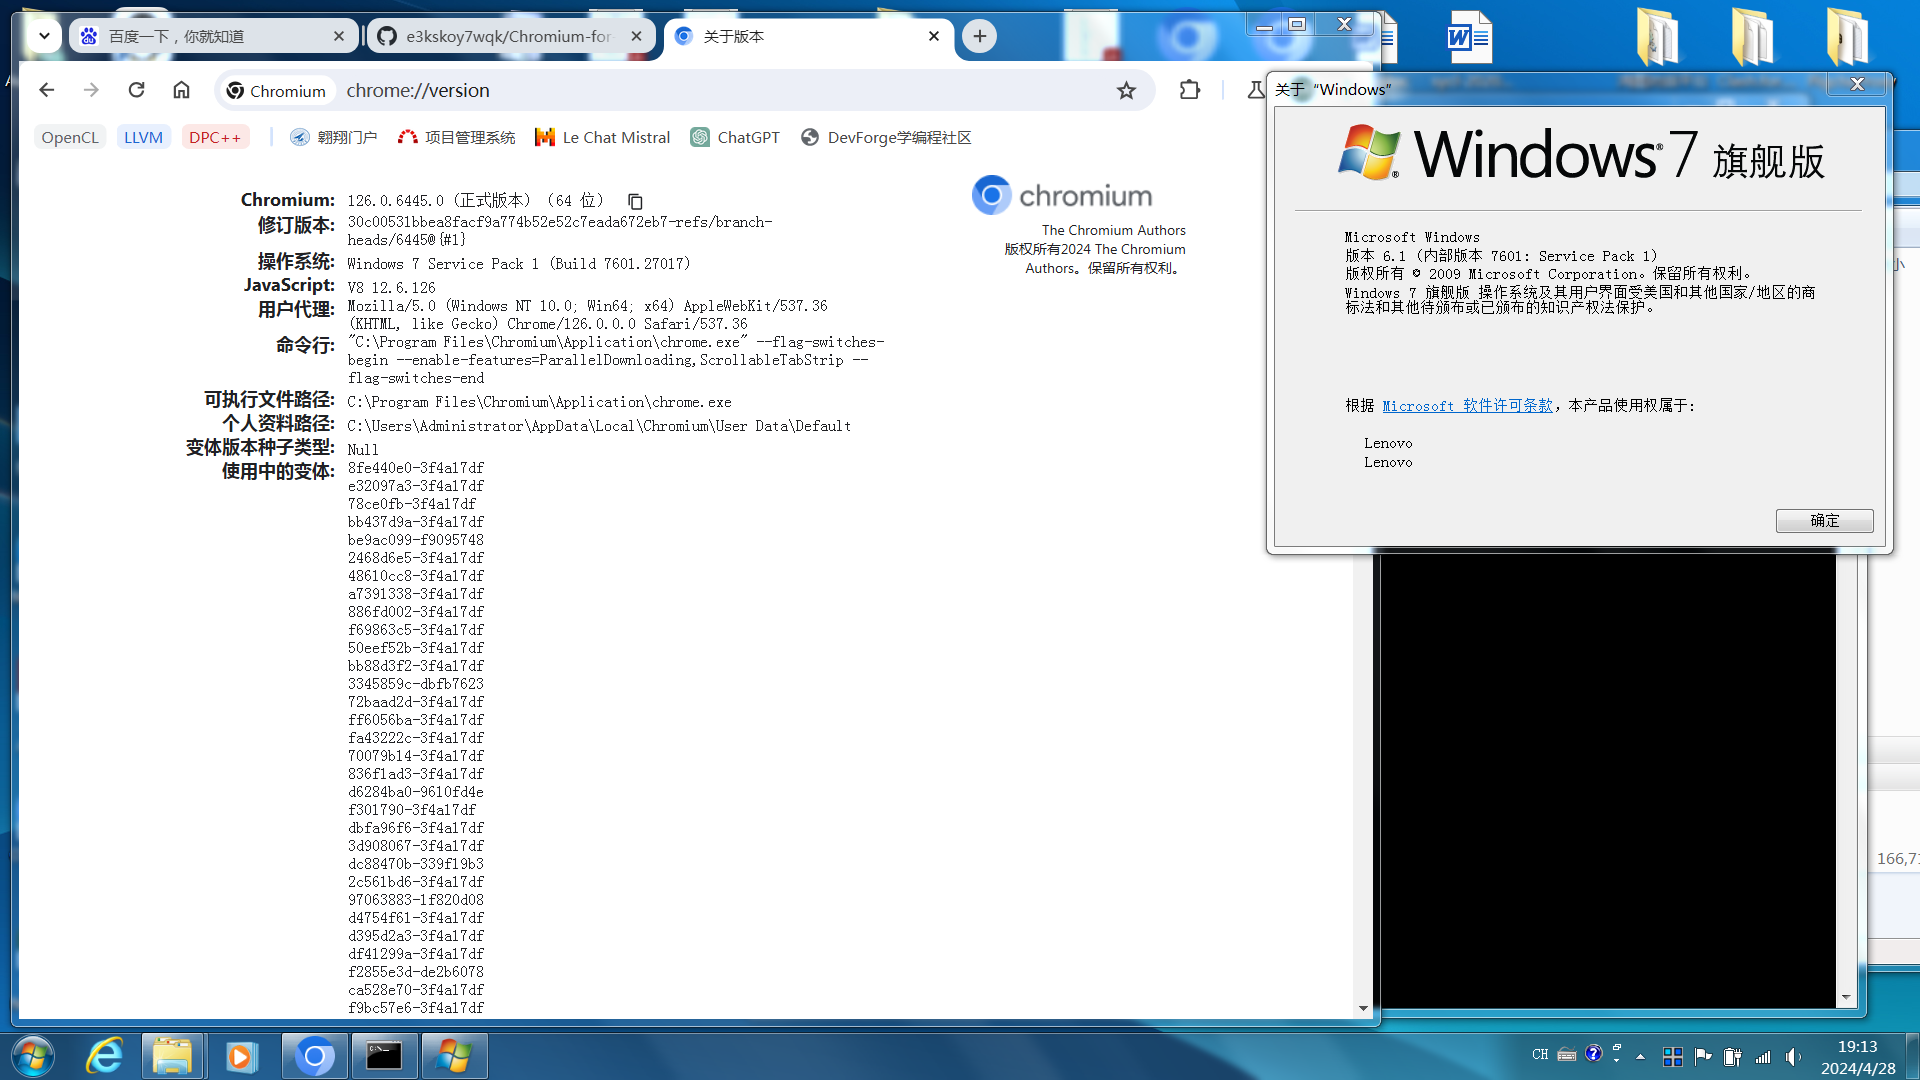 百度一下，你就知道
e3kskoy7wqk/Chromium-for-
关于版本
Chromium
chrome://version
OpenCL
LLVM
DPC++
翱翔门户
项目管理系统
Le Chat Mistral
ChatGPT
DevForge学编程社区
chromium
The Chromium Authors
版权所有2024 The Chromium
Authors。保留所有权利。
Chromium: 126.0.6445.0 (正式版本) (64 位)
修订版本: 30c00531bbea8facf9a774b52e52c7eada672eb7-refs/branch-
heads/6445@{#1}
操作系统: Windows 7 Service Pack 1 (Build 7601.27017)
JavaScript: V8 12.6.126
用户代理: Mozilla/5.0 (Windows NT 10.0; Win64; x64) AppleWebKit/537.36
(KHTML, like Gecko) Chrome/126.0.0.0 Safari/537.36
命令行: "C:\Program Files\Chromium\Application\chrome.exe" --flag-switches-
begin --enable-features=ParallelDownloading,ScrollableTabStrip --
flag-switches-end
可执行文件路径: C:\Program Files\Chromium\Application\chrome.exe
个人资料路径: C:\Users\Administrator\AppData\Local\Chromium\User Data\Default
变体版本种子类型: Null
使用中的变体: 8fe440e0-3f4a17df
e32097a3-3f4a17df
78ce0fb-3f4a17df
bb437d9a-3f4a17df
be9ac099-f9095748
2468d6e5-3f4a17df
48610cc8-3f4a17df
a7391338-3f4a17df
886fd002-3f4a17df
f69863c5-3f4a17df
50eef52b-3f4a17df
bb88d3f2-3f4a17df
3345859c-dbfb7623
72baad2d-3f4a17df
ff6056ba-3f4a17df
fa43222c-3f4a17df
70079b14-3f4a17df
836f1ad3-3f4a17df
d6284ba0-9610fd4e
f301790-3f4a17df
dbfa96f6-3f4a17df
3d908067-3f4a17df
dc88470b-339f19b3
2c561bd6-3f4a17df
97063883-1f820d08
d4754f61-3f4a17df
d395d2a3-3f4a17df
df41299a-3f4a17df
f2855e3d-de2b6078
ca528e70-3f4a17df
f9bc57e6-3f4a17df
关于 "Windows"
Windows® 7 旗舰版
Microsoft Windows
版本 6.1 (内部版本 7601: Service Pack 1)
版权所有 © 2009 Microsoft Corporation。保留所有权利。
Windows 7 旗舰版 操作系统及其用户界面受美国和其他国家/地区的商
标法和其他待颁布或已颁布的知识产权法保护。
根据 Microsoft 软件许可条款，本产品使用权属于:
Lenovo
Lenovo
确定
小
166,71
CH
19:13
2024/4/28